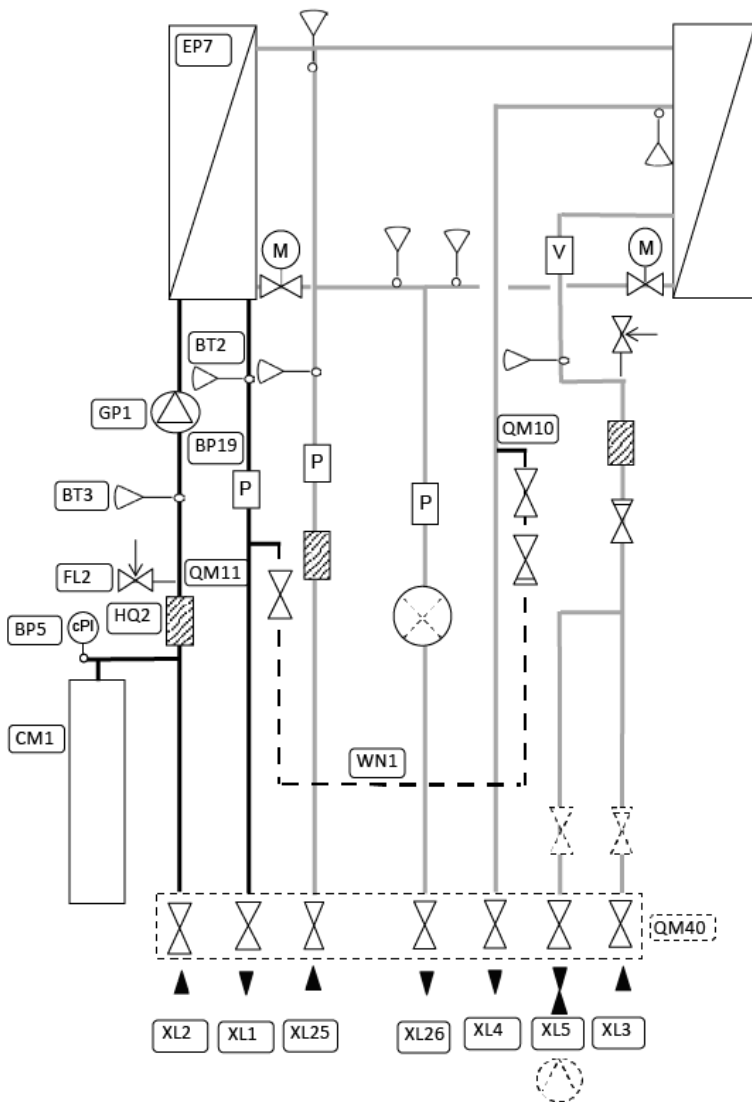 EP7
M
V
M
BT2
GP1
BP19
QM10
P
BT3
P
P
FL2
QM11
BP5
cPI
HQ2
CM1
WN1
QM40
XL2
XL1
XL25
XL26
XL4
XL5
XL3